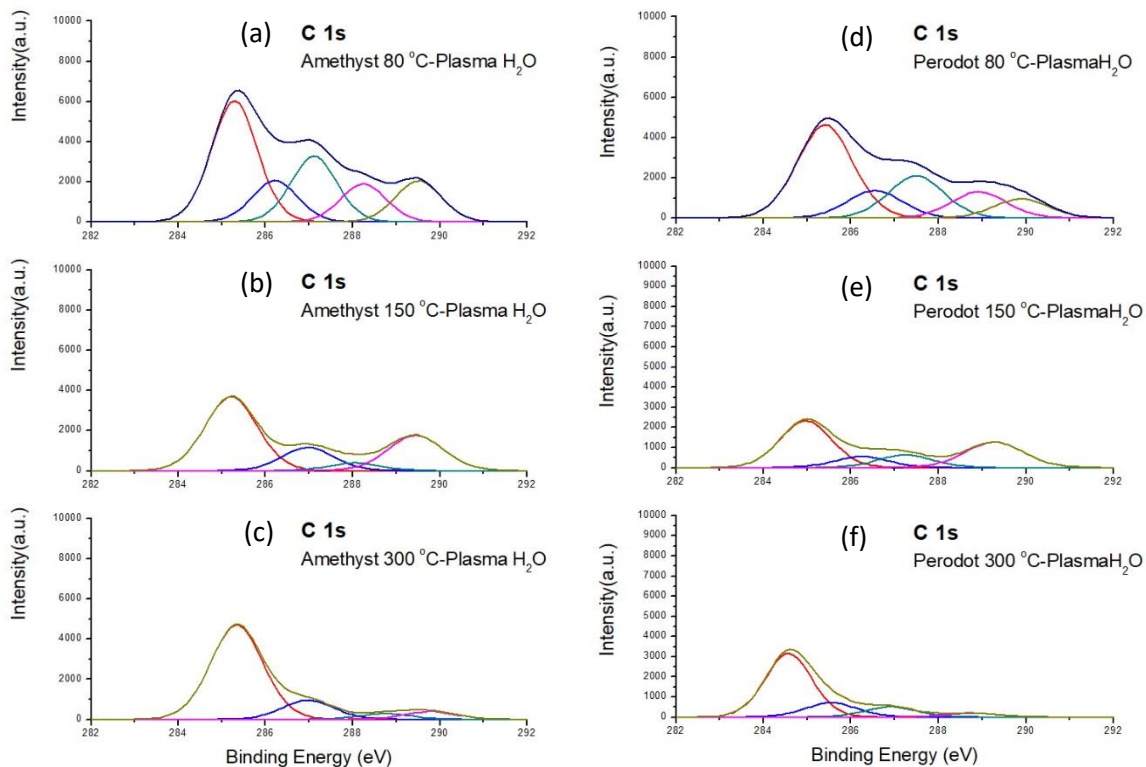 (a)
C 1s
Amethyst 80 °C-Plasma H₂O
Intensity(a.u.)
10000
8000
6000
4000
2000
0
282 284 286 288 290 292
(d)
C 1s
Perodot 80 °C-PlasmaH₂O
Intensity(a.u.)
10000
8000
6000
4000
2000
0
282 284 286 288 290 292
(b)
C 1s
Amethyst 150 °C-Plasma H₂O
Intensity(a.u.)
10000
8000
6000
4000
2000
0
282 284 286 288 290 292
(e)
C 1s
Perodot 150 °C-PlasmaH₂O
Intensity(a.u.)
10000
9000
8000
7000
6000
5000
4000
3000
2000
1000
0
282 284 286 288 290 292
(c)
C 1s
Amethyst 300 °C-Plasma H₂O
Intensity(a.u.)
10000
8000
6000
4000
2000
0
282 284 286 288 290 292
Binding Energy (eV)
(f)
C 1s
Perodot 300 °C-PlasmaH₂O
Intensity(a.u.)
10000
9000
8000
7000
6000
5000
4000
3000
2000
1000
0
282 284 286 288 290 292
Binding Energy (eV)